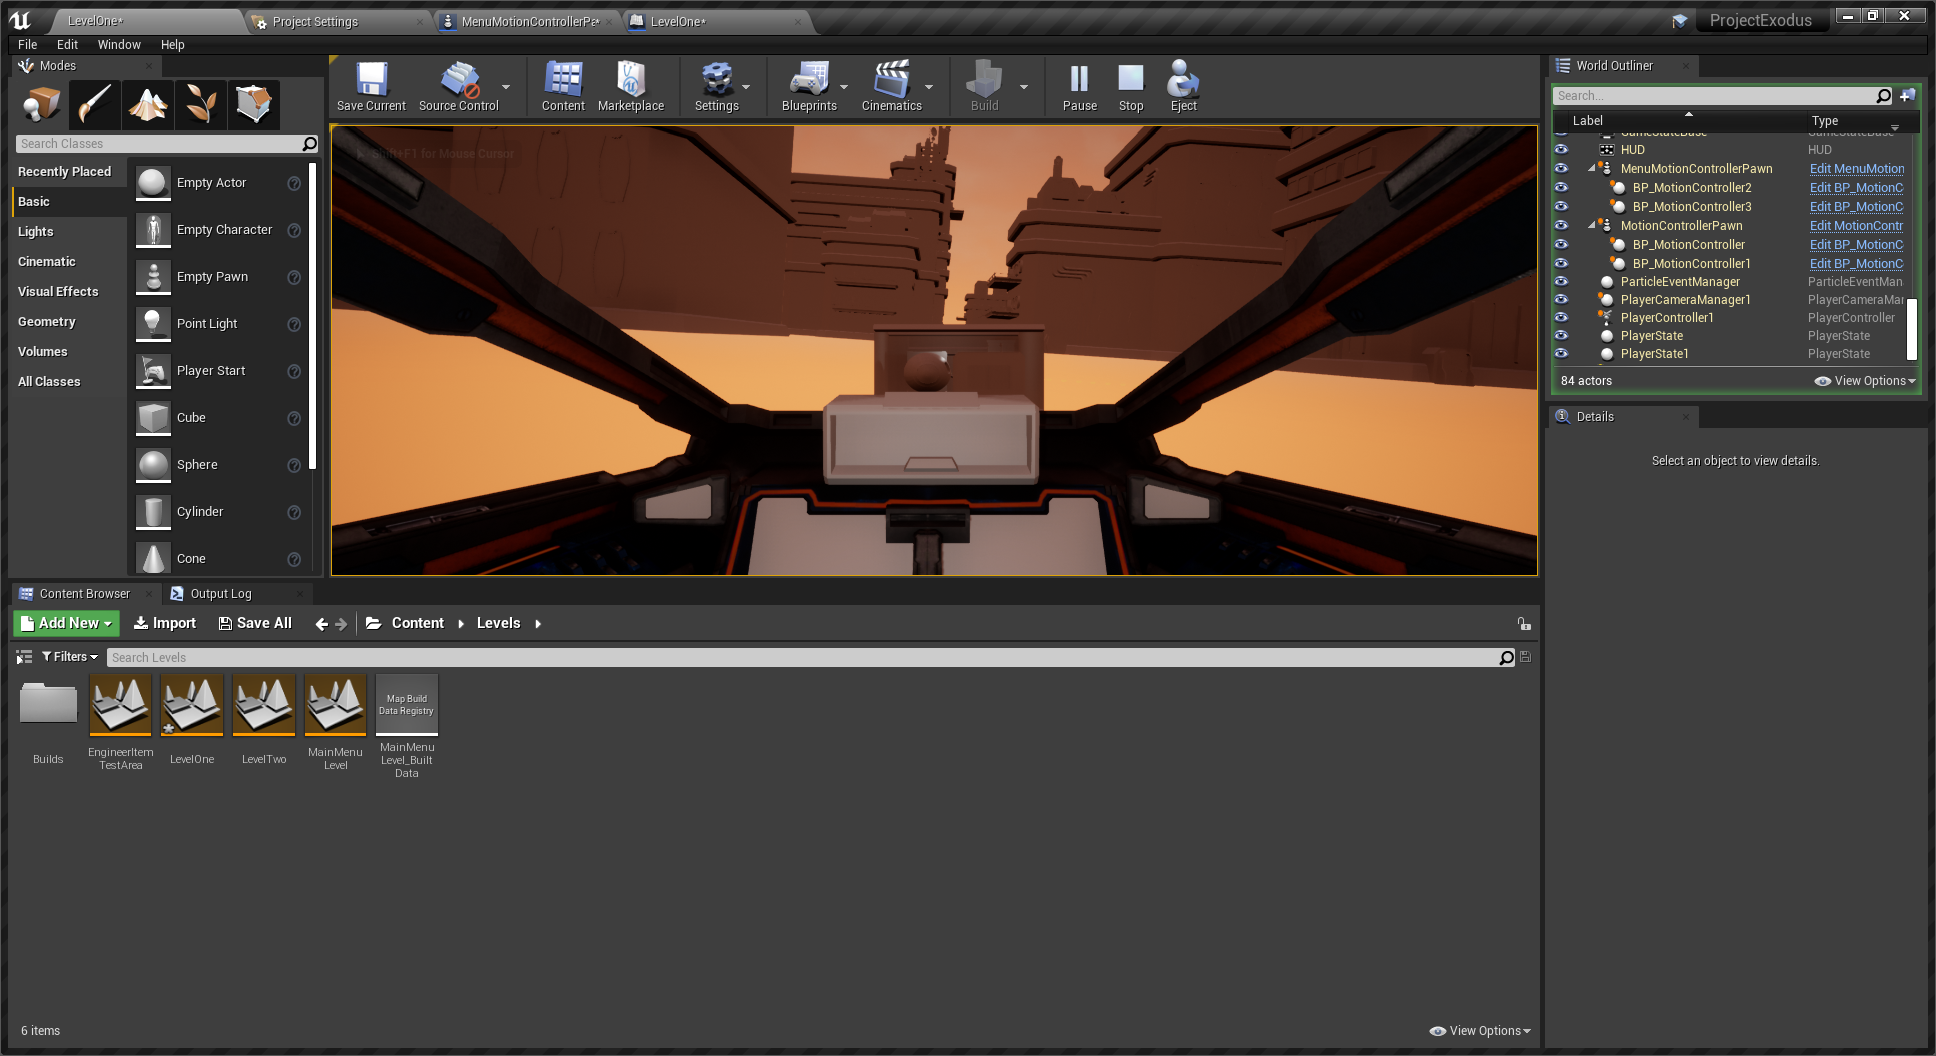 LevelOne*
Project Settings
MenuMotionControllerPa*
LevelOne*
ProjectExodus
File Edit Window Help
Modes
Search Classes
Recently Placed
Basic
Lights
Cinematic
Visual Effects
Geometry
Volumes
All Classes
Empty Actor
Empty Character
Empty Pawn
Point Light
Player Start
Cube
Sphere
Cylinder
Cone
Save Current
Source Control
Content
Marketplace
Settings
Blueprints
Cinematics
Build
Pause
Stop
Eject
Shift+F1 for Mouse Cursor
World Outliner
Search...
Label Type
GameStateBase GameStateBase
HUD HUD
MenuMotionControllerPawn Edit MenuMotion
BP_MotionController2 Edit BP_MotionC
BP_MotionController3 Edit BP_MotionC
MotionControllerPawn Edit MotionContr
BP_MotionController Edit BP_MotionC
BP_MotionController1 Edit BP_MotionC
ParticleEventManager ParticleEventMan
PlayerCameraManager1 PlayerCameraMar
PlayerController1 PlayerController
PlayerState PlayerState
PlayerState1 PlayerState
84 actors
View Options
Details
Select an object to view details.
Content Browser
Output Log
Add New
Import
Save All
Content
Levels
Filters
Search Levels
Builds
EngineerItem
TestArea
LevelOne
LevelTwo
MainMenu
Level
Map Build
Data Registry
MainMenu
Level_Built
Data
6 items
View Options